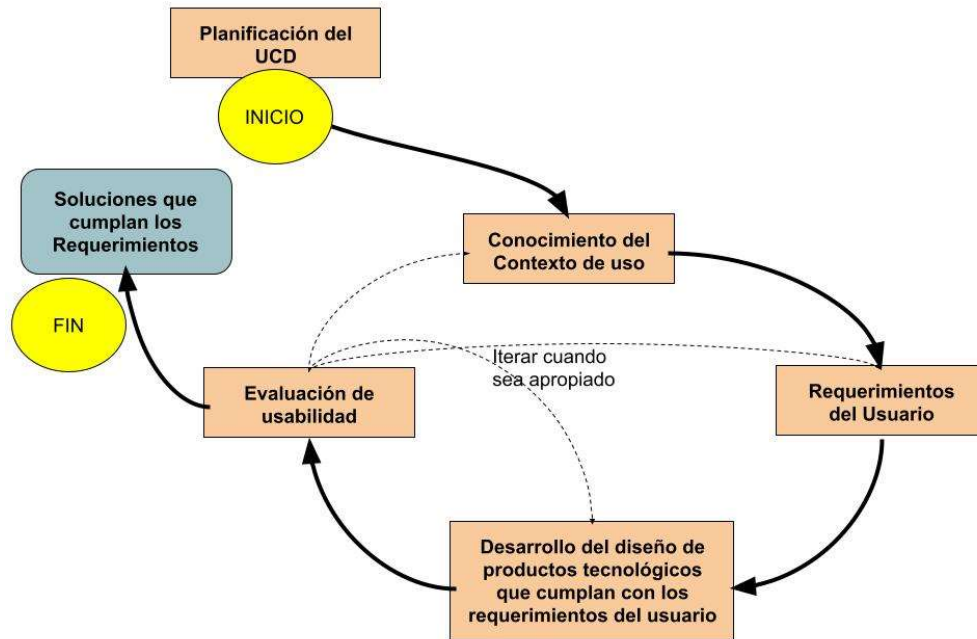 Planificación del
UCD
INICIO
Soluciones que
cumplan los
Requerimientos
FIN
Conocimiento del
Contexto de uso
Iterar cuando
sea apropiado
Evaluación de
usabilidad
Requerimientos
del Usuario
Desarrollo del diseño de
productos tecnológicos
que cumplan con los
requerimientos del usuario